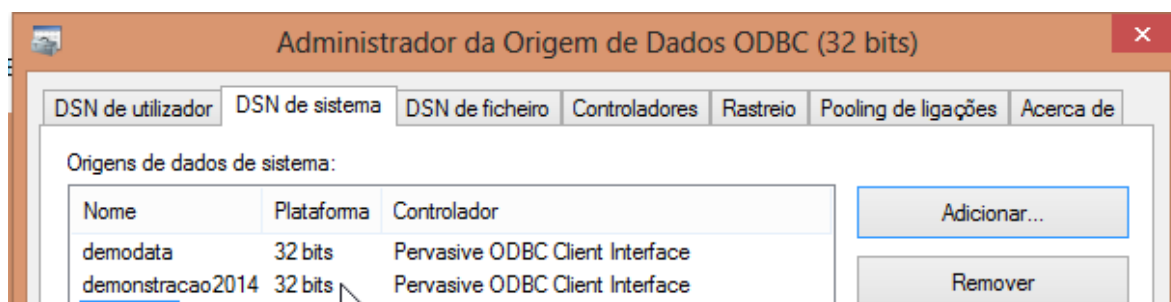 Administrador da Origem de Dados ODBC (32 bits)
DSN de utilizador DSN de sistema DSN de ficheiro Controladores Rastreio Pooling de ligações Acerca de
Origens de dados de sistema:
Nome Plataforma Controlador Adicionar...
demodata 32 bits Pervasive ODBC Client Interface
demonstracao2014 32 bits Pervasive ODBC Client Interface Remover